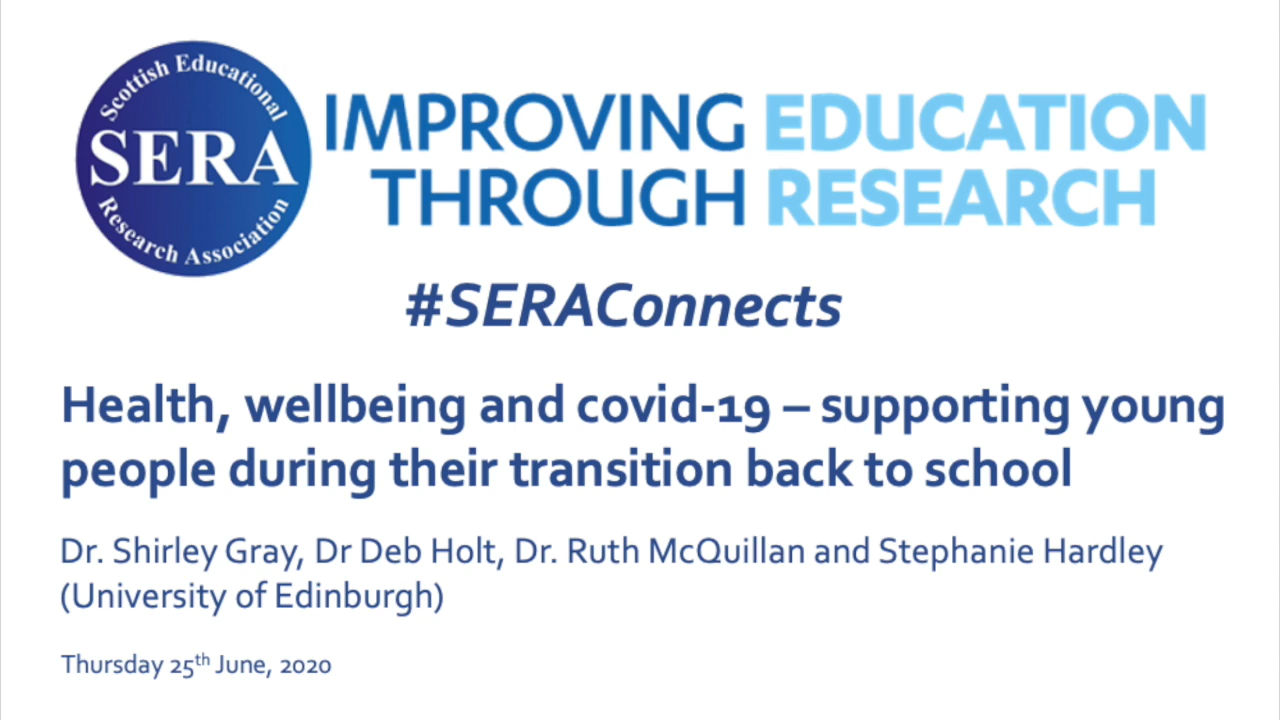 Scottish Educational
SERA
Research Association
IMPROVING EDUCATION
THROUGH RESEARCH
#SERAConnects
Health, wellbeing and covid-19 – supporting young
people during their transition back to school
Dr. Shirley Gray, Dr Deb Holt, Dr. Ruth McQuillan and Stephanie Hardley
(University of Edinburgh)
Thursday 25th June, 2020